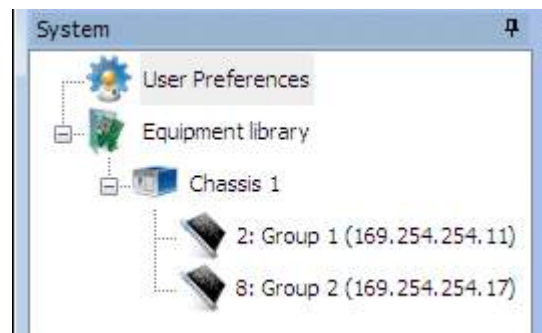 System
User Preferences
Equipment library
Chassis 1
2: Group 1 (169.254.254.11)
8: Group 2 (169.254.254.17)